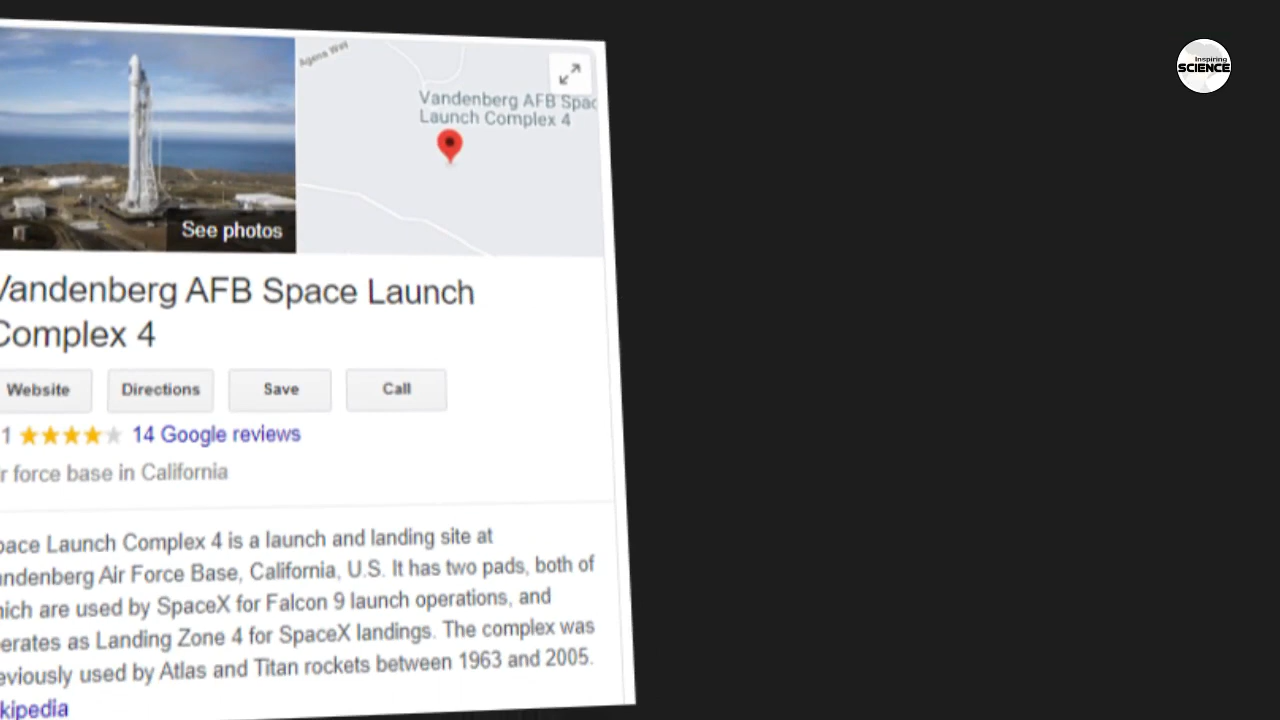 Inspiring
SCIENCE
Agena Way
Vandenberg AFB Spac
Launch Complex 4
See photos
Vandenberg AFB Space Launch
Complex 4
Website
Directions
Save
Call
1
14 Google reviews
r force base in California
pace Launch Complex 4 is a launch and landing site at
andenberg Air Force Base, California, U.S. It has two pads, both of
hich are used by SpaceX for Falcon 9 launch operations, and
erates as Landing Zone 4 for SpaceX landings. The complex was
eviously used by Atlas and Titan rockets between 1963 and 2005.
kipedia